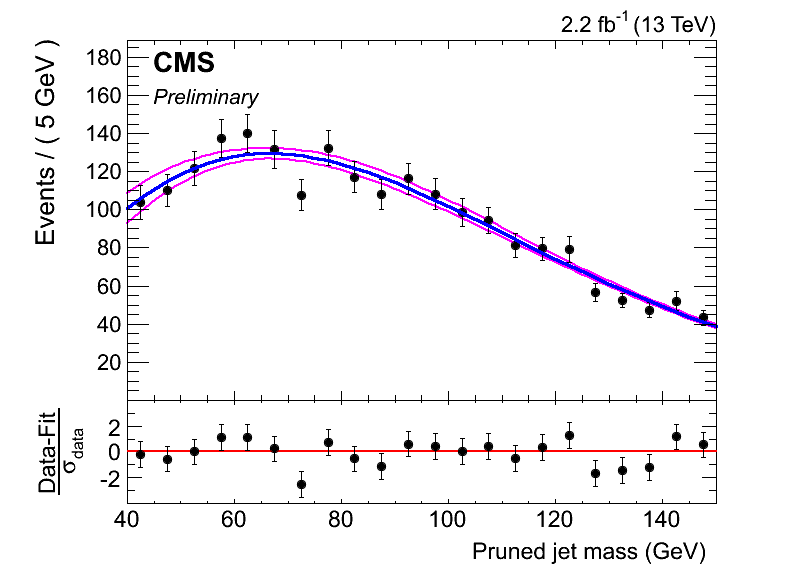 2.2 fb-1 (13 TeV)
CMS
Preliminary
Events / ( 5 GeV )
180
160
140
120
100
80
60
40
20
Data-Fit
σdata
2
0
-2
40 60 80 100 120 140
Pruned jet mass (GeV)